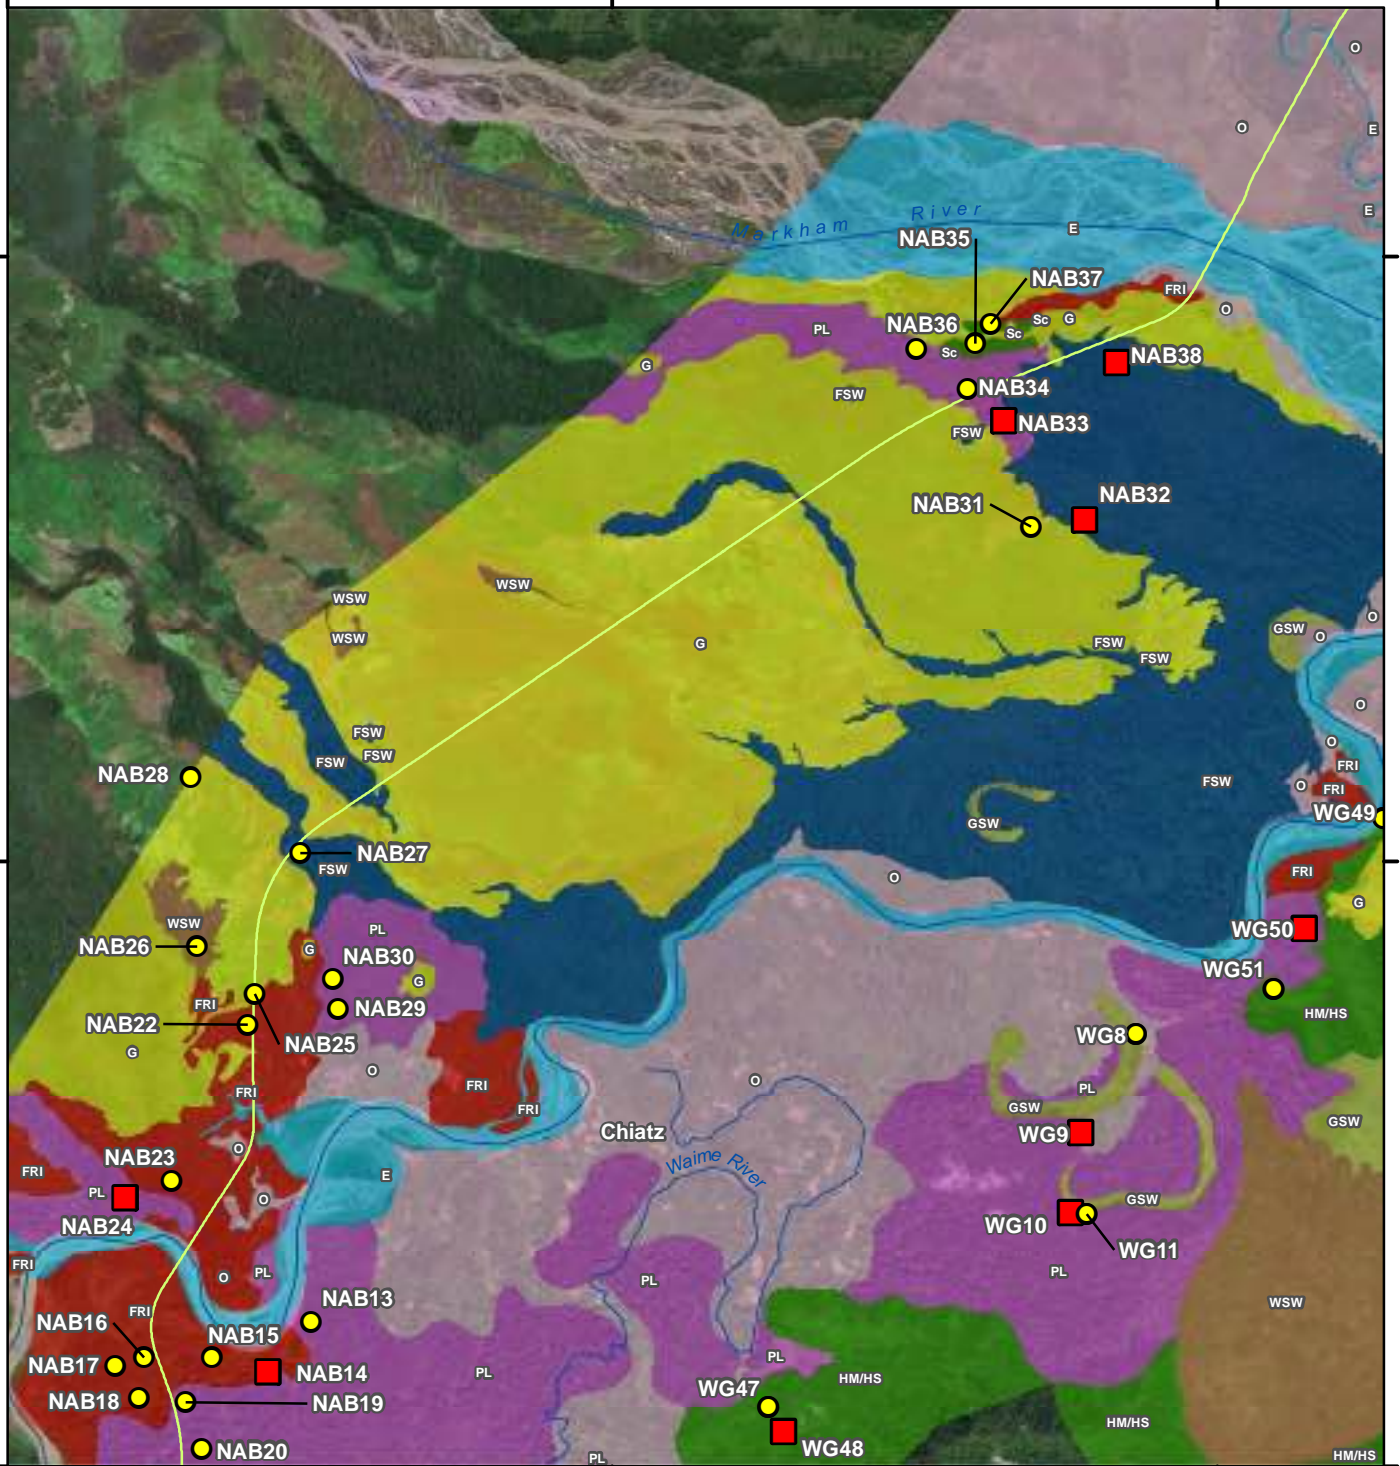 O
O
E
E
Markham River
E
NAB35
NAB37
FRI
O
NAB36
Sc
G
Sc
PL
Sc
NAB38
G
FSW
NAB34
FSW
NAB33
NAB31
NAB32
WSW
WSW
WSW
G
FSW
FSW
GSW
O
O
O
FSW
FSW
FSW
O
FRI
NAB28
FSW
O
FRI
GSW
WG49
NAB27
FSW
O
FRI
G
WSW
PL
WG50
NAB26
G
NAB30
WG51
G
FRI
NAB29
HM/HS
NAB22
NAB25
WG8
G
O
O
FRI
PL
FRI
FRI
GSW
GSW
Chiatz
WG9
O
NAB23
Waime River
FRI
E
PL
O
GSW
NAB24
WG10
WG11
FRI
O
PL
PL
PL
NAB13
WSW
FRI
NAB16
NAB15
NAB17
NAB14
PL
PL
HM/HS
NAB18
NAB19
WG47
HM/HS
NAB20
WG48
PL
HM/HS